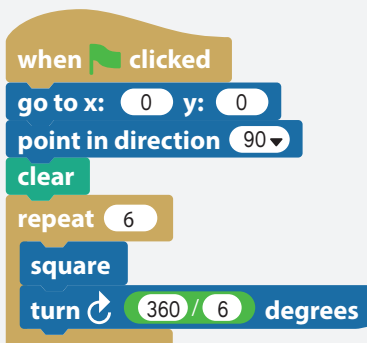 when clicked
go to x: 0 y: 0
point in direction 90
clear
repeat 6
square
turn 360 / 6 degrees